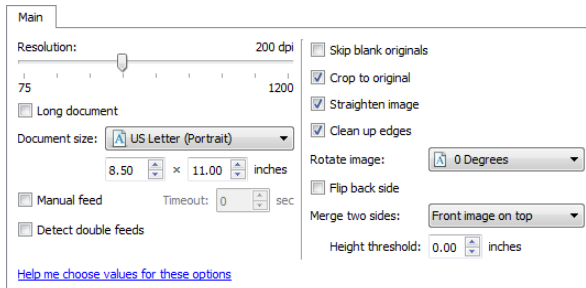 Main
Resolution: 200 dpi
75 1200
Long document
Document size: US Letter (Portrait)
8.50 × 11.00 inches
Manual feed Timeout: 0 sec
Detect double feeds
Help me choose values for these options
Skip blank originals
Crop to original
Straighten image
Clean up edges
Rotate image: 0 Degrees
Flip back side
Merge two sides: Front image on top
Height threshold: 0.00 inches